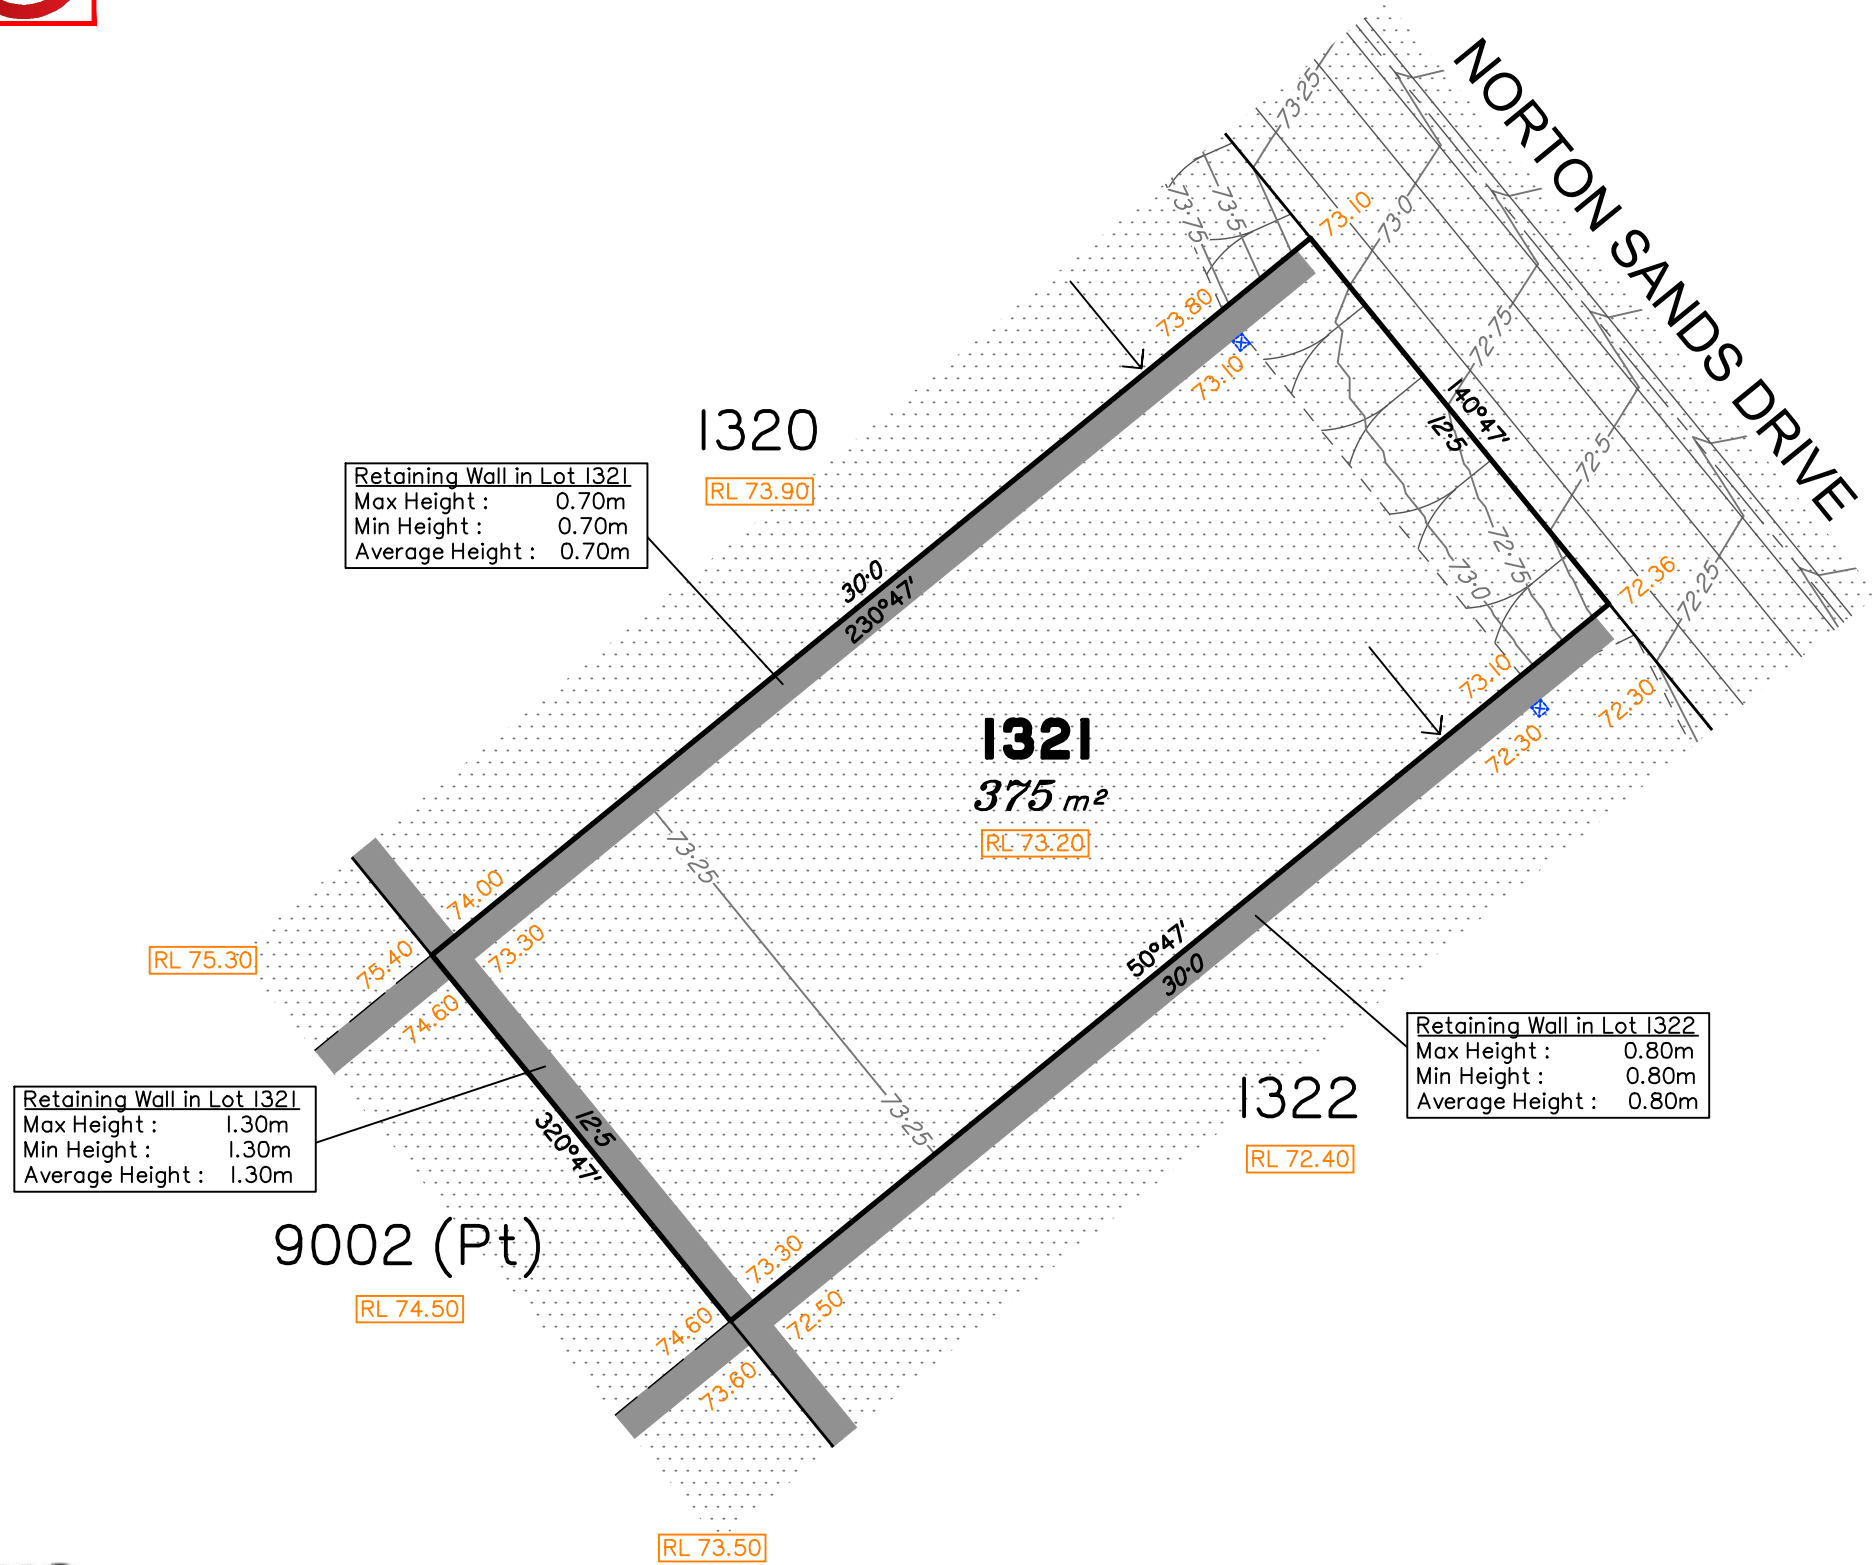 NORTON SANDS DRIVE
73·25
73·5
73·75
73.10
73·0
73.80
73.10
72·75
140°47'
12·5
72·5
1320
RL 73.90
Retaining Wall in Lot 1321
Max Height : 0.70m
Min Height : 0.70m
Average Height : 0.70m
30·0
230°47'
72·75
73·0
72.36
72·25
73.10
72.30
72.30
1321
375 m²
RL 73.20
73·25
74.00
75.40
73.30
74.60
RL 75.30
50°47'
30·0
Retaining Wall in Lot 1322
Max Height : 0.80m
Min Height : 0.80m
Average Height : 0.80m
1322
RL 72.40
73·25
Retaining Wall in Lot 1321
Max Height : 1.30m
Min Height : 1.30m
Average Height : 1.30m
12·5
320°47'
9002 (Pt)
RL 74.50
73.30
72.50
74.60
73.60
RL 73.50